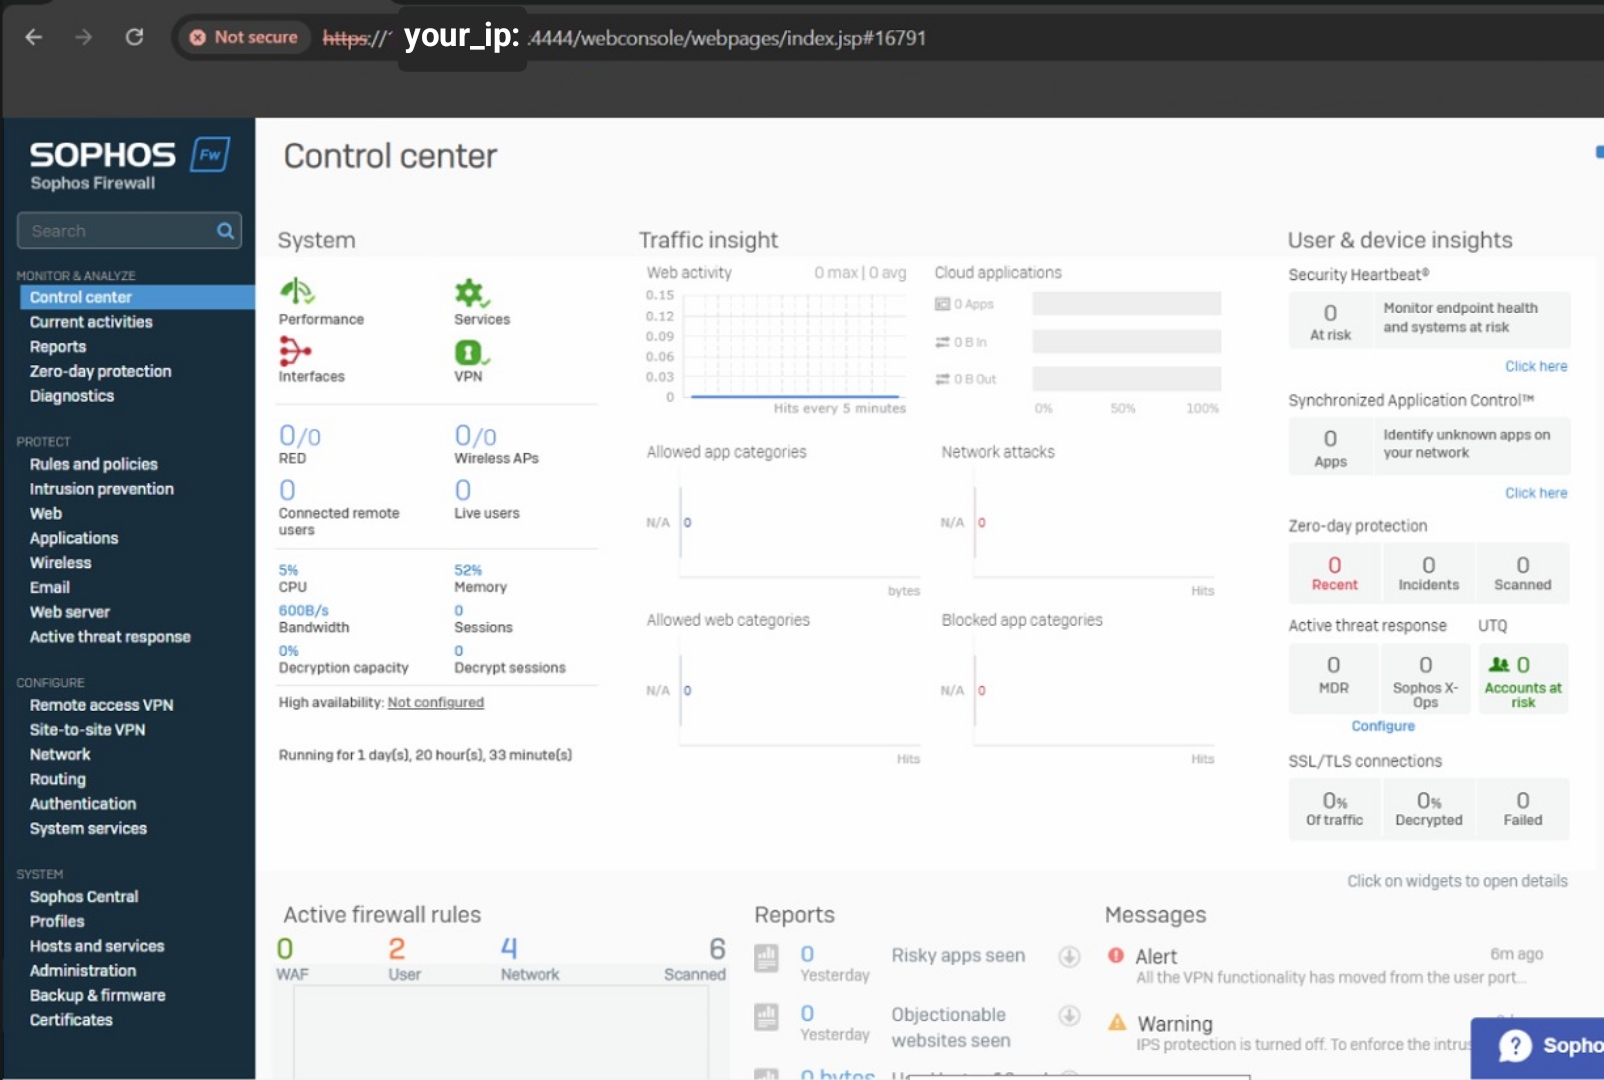 Not secure https:// your_ip: :4444/webconsole/webpages/index.jsp#16791
SOPHOS Fw
Sophos Firewall
Search
MONITOR & ANALYZE
Control center
Current activities
Reports
Zero-day protection
Diagnostics
PROTECT
Rules and policies
Intrusion prevention
Web
Applications
Wireless
Email
Web server
Active threat response
CONFIGURE
Remote access VPN
Site-to-site VPN
Network
Routing
Authentication
System services
SYSTEM
Sophos Central
Profiles
Hosts and services
Administration
Backup & firmware
Certificates
Control center
System
Performance
Services
Interfaces
VPN
0/0
RED
0/0
Wireless APs
0
Connected remote
users
0
Live users
5%
CPU
52%
Memory
600B/s
Bandwidth
0
Sessions
0%
Decryption capacity
0
Decrypt sessions
High availability: Not configured
Running for 1 day(s), 20 hour(s), 33 minute(s)
Traffic insight
Web activity 0 max | 0 avg
0.15
0.12
0.09
0.06
0.03
0
Hits every 5 minutes
Cloud applications
0 Apps
0 B In
0 B Out
0% 50% 100%
Allowed app categories
N/A 0
bytes
Network attacks
N/A 0
Hits
Allowed web categories
N/A 0
Hits
Blocked app categories
N/A 0
Hits
User & device insights
Security Heartbeat®
0
At risk
Monitor endpoint health
and systems at risk
Click here
Synchronized Application Control™
0
Apps
Identify unknown apps on
your network
Click here
Zero-day protection
0
Recent
0
Incidents
0
Scanned
Active threat response
0
MDR
0
Sophos X-
Ops
Configure
UTQ
0
Accounts at
risk
SSL/TLS connections
0%
Of traffic
0%
Decrypted
0
Failed
Click on widgets to open details
Active firewall rules
0
WAF
2
User
4
Network
6
Scanned
Reports
0
Yesterday
Risky apps seen
0
Yesterday
Objectionable
websites seen
0 bytes
Messages
Alert 6m ago
All the VPN functionality has moved from the user port...
Warning
IPS protection is turned off. To enforce the intrus
Sopho